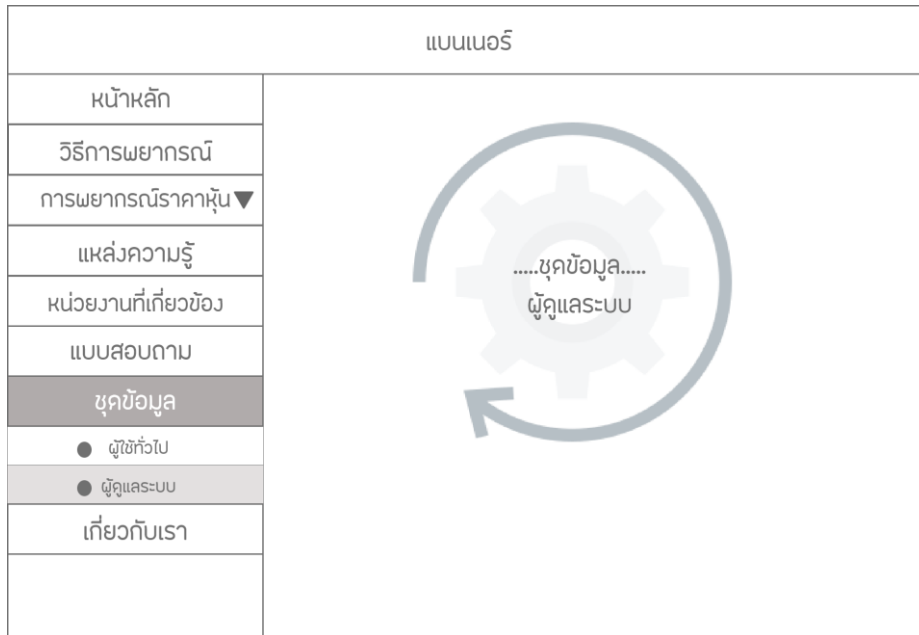 แบนเนอร์
หน้าหลัก
วิธีการพยากรณ์
การพยากรณ์ราคาหุ้น▼
แหล่งความรู้
หน่วยงานที่เกี่ยวข้อง
แบบสอบถาม
ชุดข้อมูล
● ผู้ใช้ทั่วไป
● ผู้ดูแลระบบ
เกี่ยวกับเรา
.....ชุดข้อมูล.....
ผู้ดูแลระบบ